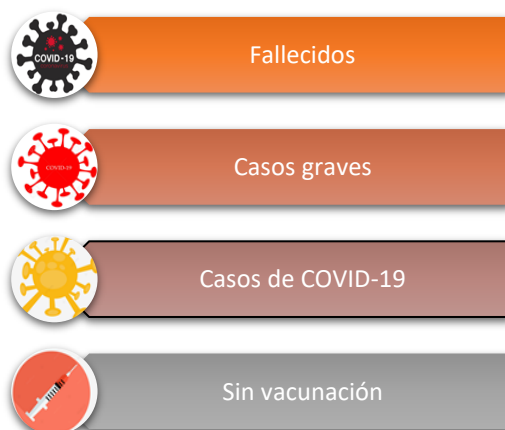 COVID-19
Fallecidos
COVID-19
Casos graves
Casos de COVID-19
Sin vacunación